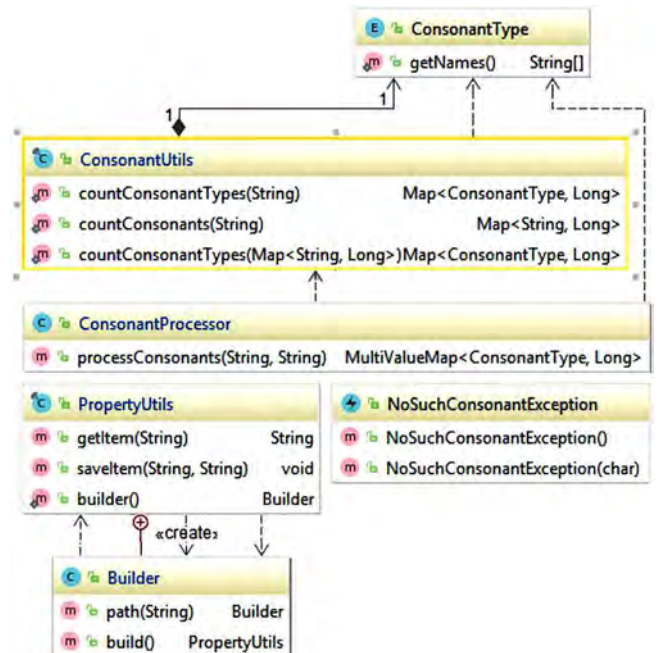 E ConsonantType
m getNames() String[]
1 1
C ConsonantUtils
m countConsonantTypes(String) Map<ConsonantType, Long>
m countConsonants(String) Map<String, Long>
m countConsonantTypes(Map<String, Long>)Map<ConsonantType, Long>
C ConsonantProcessor
m processConsonants(String, String) MultiValueMap<ConsonantType, Long>
C PropertyUtils
m getItem(String) String
m saveItem(String, String) void
m builder() Builder
NoSuchConsonantException
m NoSuchConsonantException()
m NoSuchConsonantException(char)
«create»
C Builder
m path(String) Builder
m build() PropertyUtils